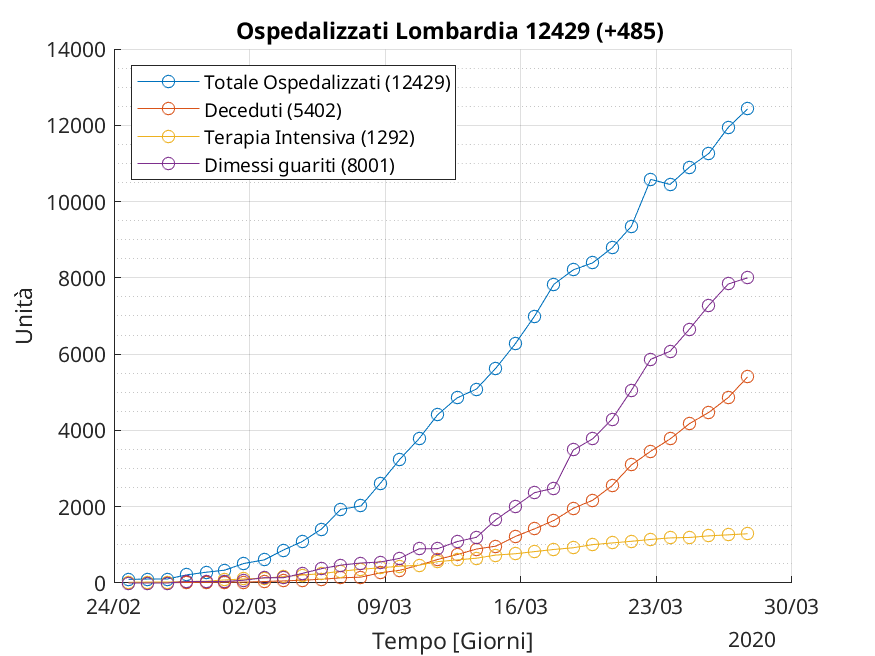 Ospedalizzati Lombardia 12429 (+485)
Totale Ospedalizzati (12429)
Deceduti (5402)
Terapia Intensiva (1292)
Dimessi guariti (8001)
14000
12000
10000
8000
6000
4000
2000
0
Unità
24/02 02/03 09/03 16/03 23/03 30/03
Tempo [Giorni]
2020